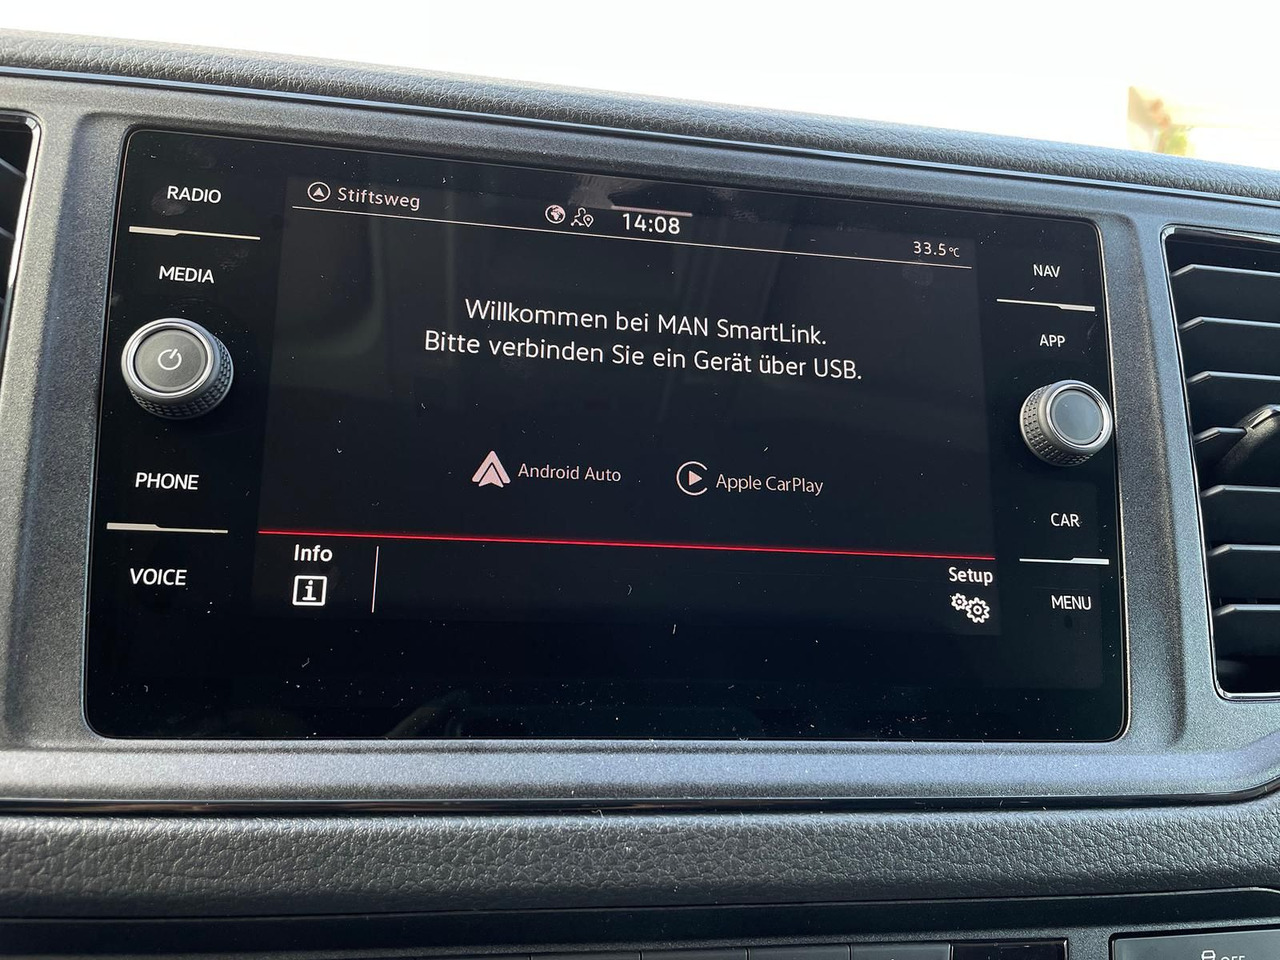 RADIO
MEDIA
PHONE
VOICE
Stiftsweg
14:08
33.5°C
Willkommen bei MAN SmartLink.
Bitte verbinden Sie ein Gerät über USB.
Android Auto
Apple CarPlay
Info
Setup
NAV
APP
CAR
MENU
OFF